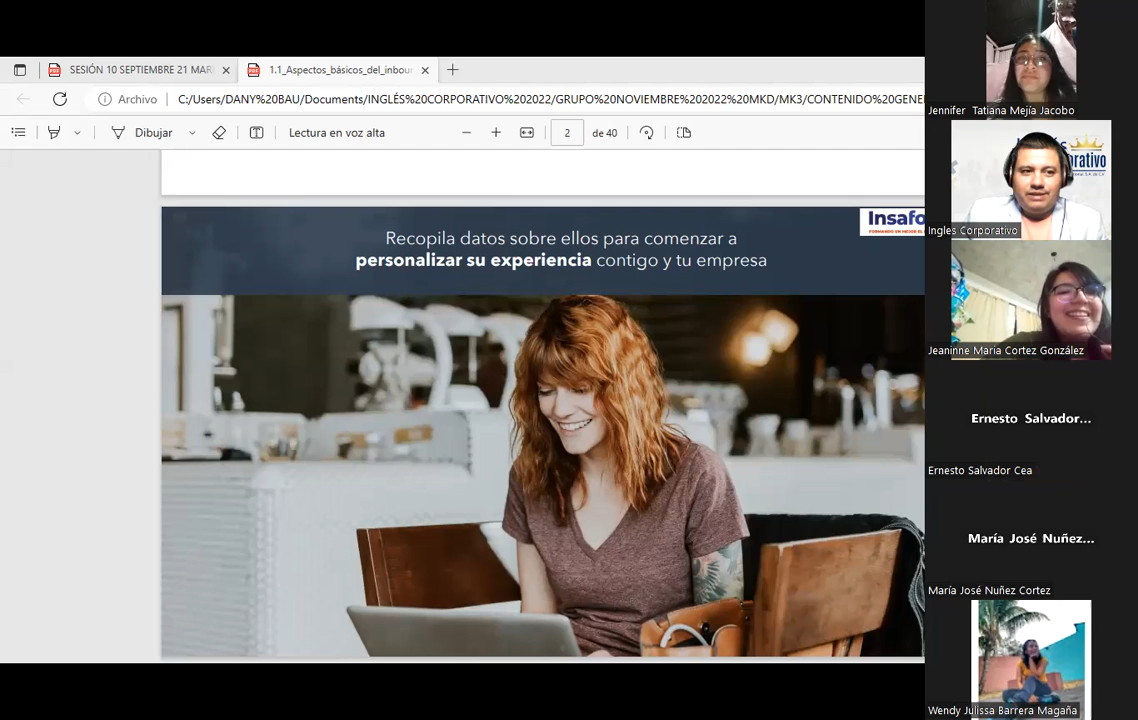 SESIÓN 10 SEPTIEMBRE 21 MAR
1.1_Aspectos_básicos_del_inbour
Archivo
C:/Users/DANY%20BAU/Documents/INGLÉS%20CORPORATIVO%202022/GRUPO%20NOVIEMBRE%202022%20MKD/MK3/CONTENIDO%20GENE
Dibujar
Lectura en voz alta
2
de 40
Insafo
Recopila datos sobre ellos para comenzar a
personalizar su experiencia contigo y tu empresa
Jennifer Tatiana Mejía Jacobo
Ingles Corporativo
Jeaninne Maria Cortez González
Ernesto Salvador...
Ernesto Salvador Cea
María José Nuñez...
María José Nuñez Cortez
Wendy Julissa Barrera Magaña